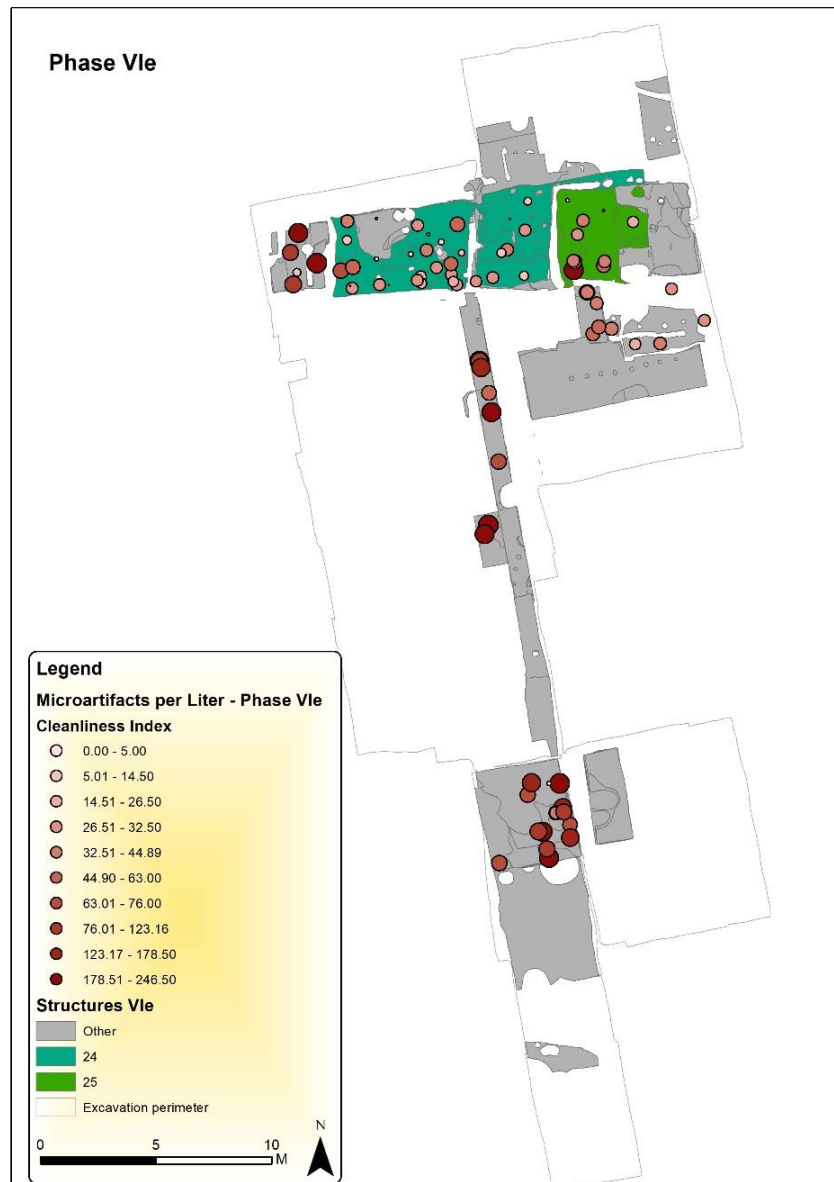 Phase VIe
Legend
Microartifacts per Liter - Phase VIe
Cleanliness Index
0.00 - 5.00
5.01 - 14.50
14.51 - 26.50
26.51 - 32.50
32.51 - 44.89
44.90 - 63.00
63.01 - 76.00
76.01 - 123.16
123.17 - 178.50
178.51 - 246.50
Structures VIe
Other
24
25
Excavation perimeter
N
0 5 10
M